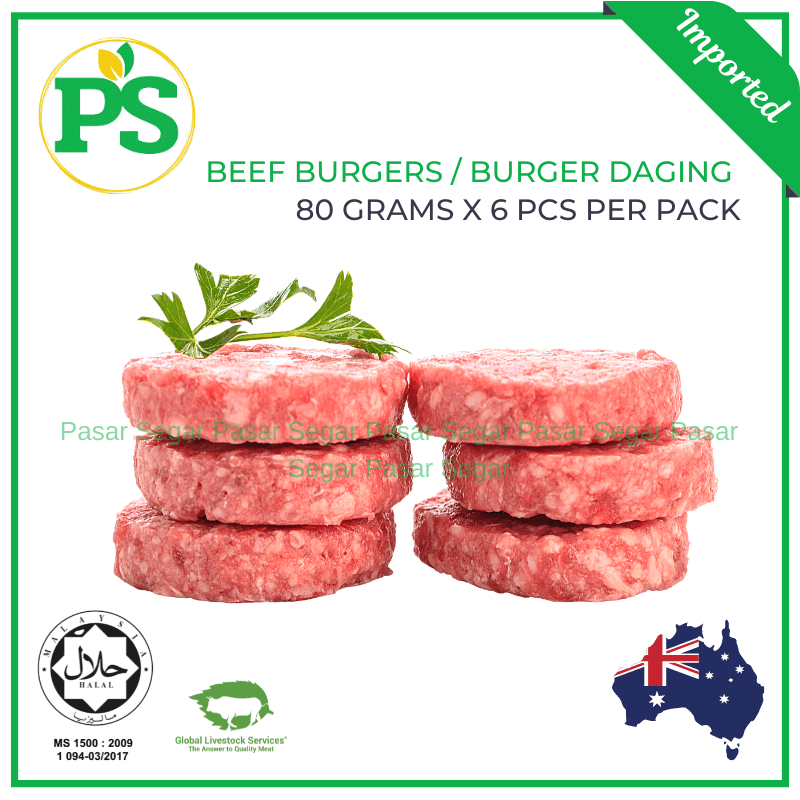 PS
Imported
BEEF BURGERS / BURGER DAGING
80 GRAMS X 6 PCS PER PACK
Pasar Segar Pasar Segar Pasar Segar Pasar Segar Pasar
Segar Pasar Segar
MALAYSIA
حلال
HALAL
ماليزيا
MS 1500 : 2009
1 094-03/2017
Global Livestock Services
The Answer to Quality Meat